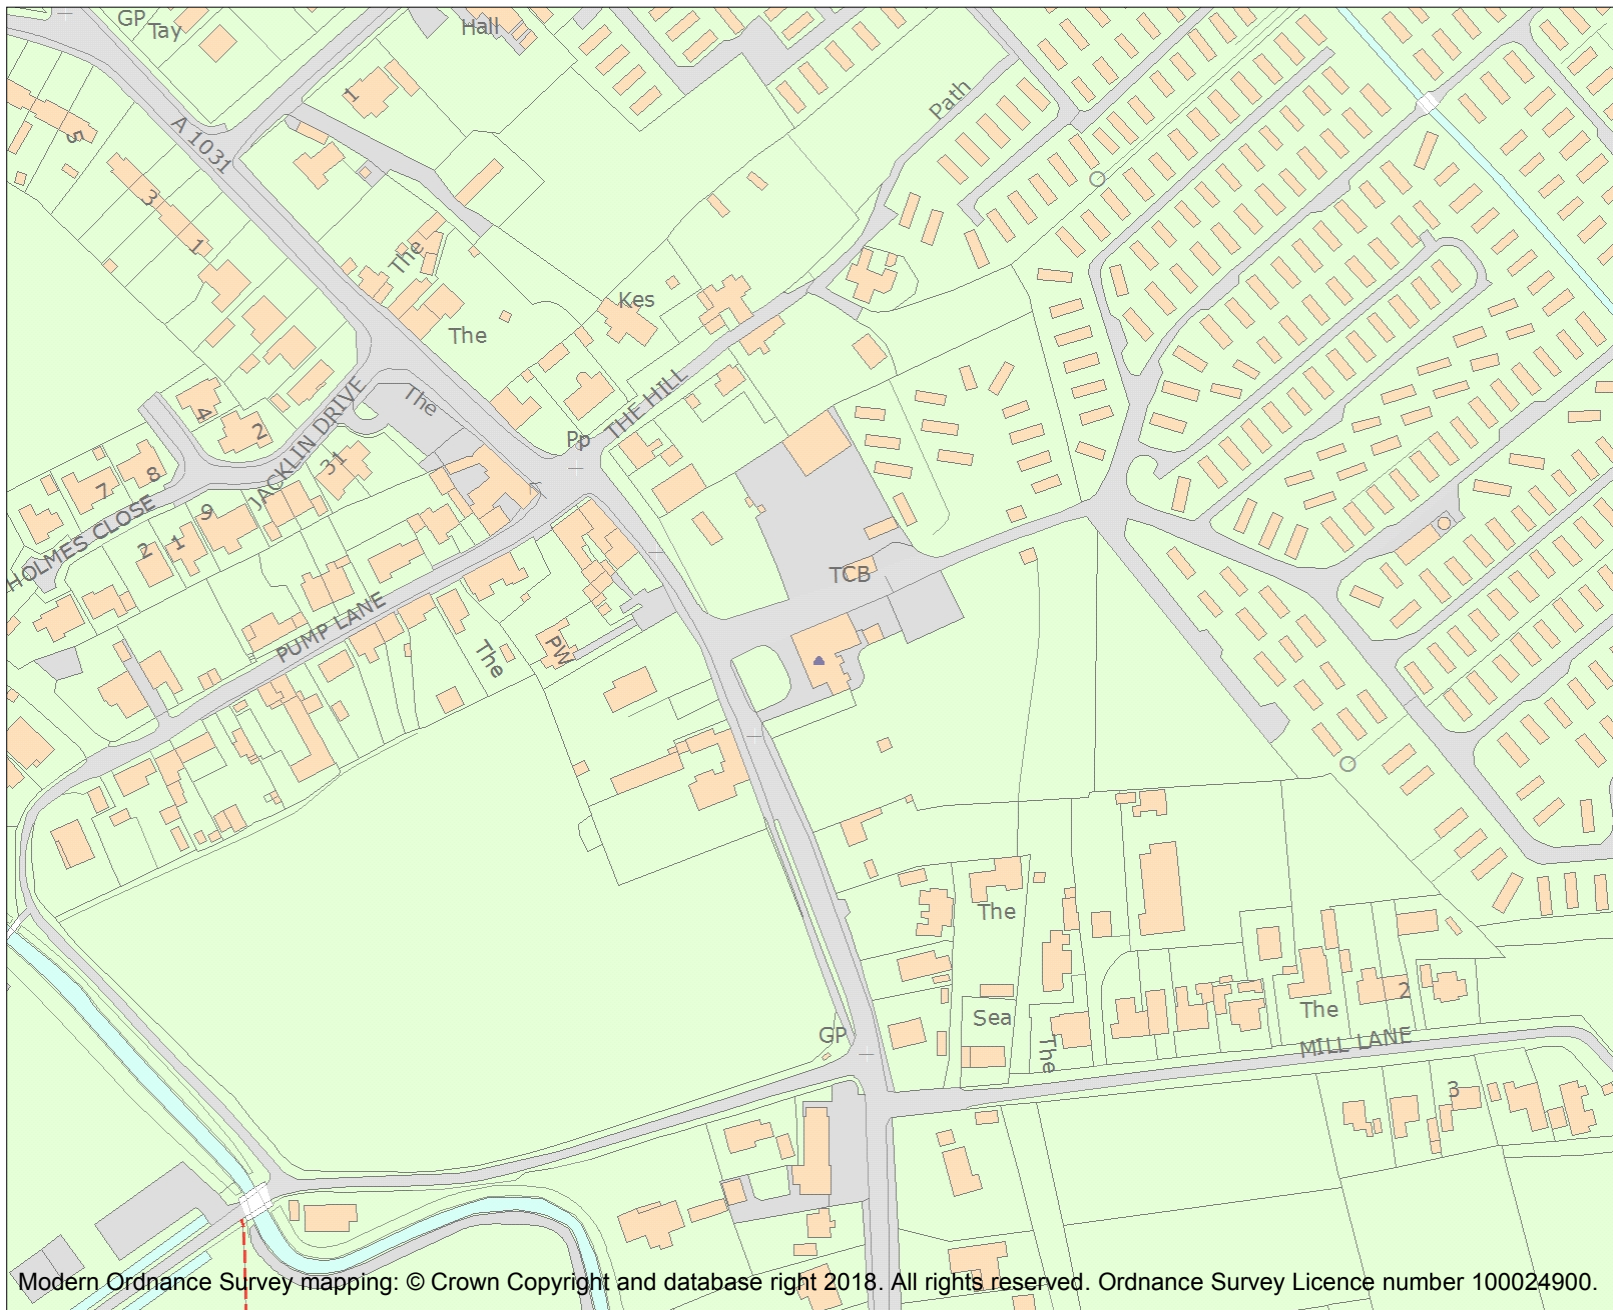 GP
Tay
Hall
1
5
A 1031
Path
3
1
The
Kes
The
The
THE HILL
Pp
JACKLIN DRIVE
4
2
31
8
7
9
HOLMES CLOSE
2
1
TCB
PUMP LANE
The
PW
The
2
Sea
The
The
GP
MILL LANE
3
Modern Ordnance Survey mapping: © Crown Copyright and database right 2018. All rights reserved. Ordnance Survey Licence number 100024900.